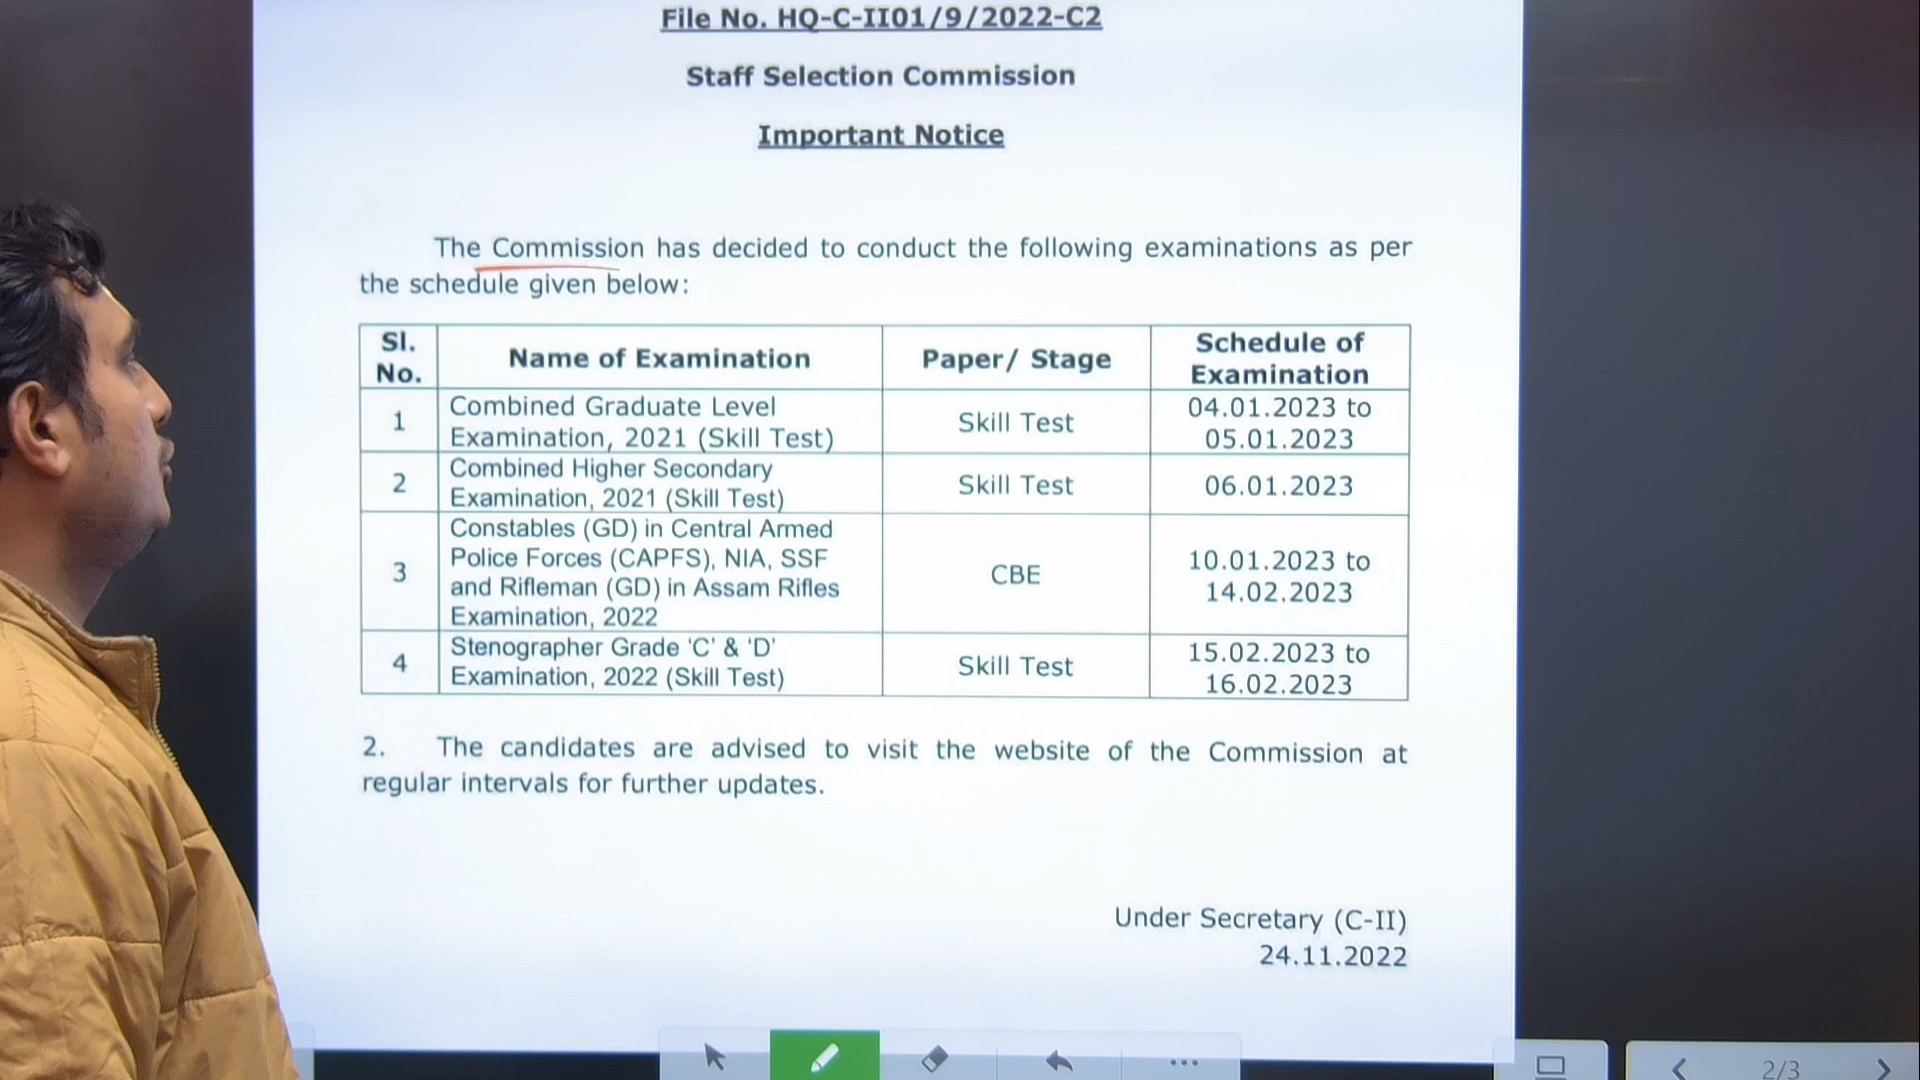 File No. HQ-C-II01/9/2022-C2
Staff Selection Commission
Important Notice
The Commission has decided to conduct the following examinations as per
the schedule given below:
Sl. No. | Name of Examination | Paper/ Stage | Schedule of Examination
1 | Combined Graduate Level Examination, 2021 (Skill Test) | Skill Test | 04.01.2023 to 05.01.2023
2 | Combined Higher Secondary Examination, 2021 (Skill Test) | Skill Test | 06.01.2023
3 | Constables (GD) in Central Armed Police Forces (CAPFS), NIA, SSF and Rifleman (GD) in Assam Rifles Examination, 2022 | CBE | 10.01.2023 to 14.02.2023
4 | Stenographer Grade ‘C’ & ‘D’ Examination, 2022 (Skill Test) | Skill Test | 15.02.2023 to 16.02.2023
2. The candidates are advised to visit the website of the Commission at
regular intervals for further updates.
Under Secretary (C-II)
24.11.2022
2/3